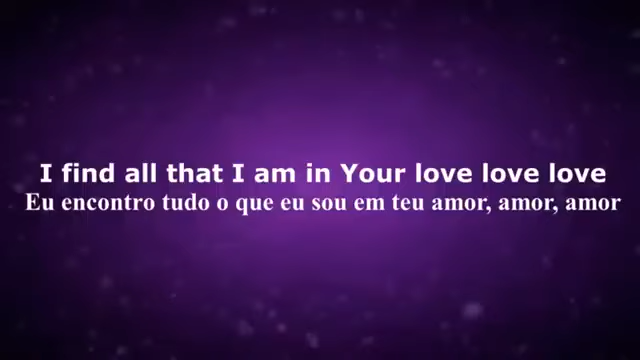 I find all that I am in Your love love love
Eu encontro tudo o que eu sou em teu amor, amor, amor